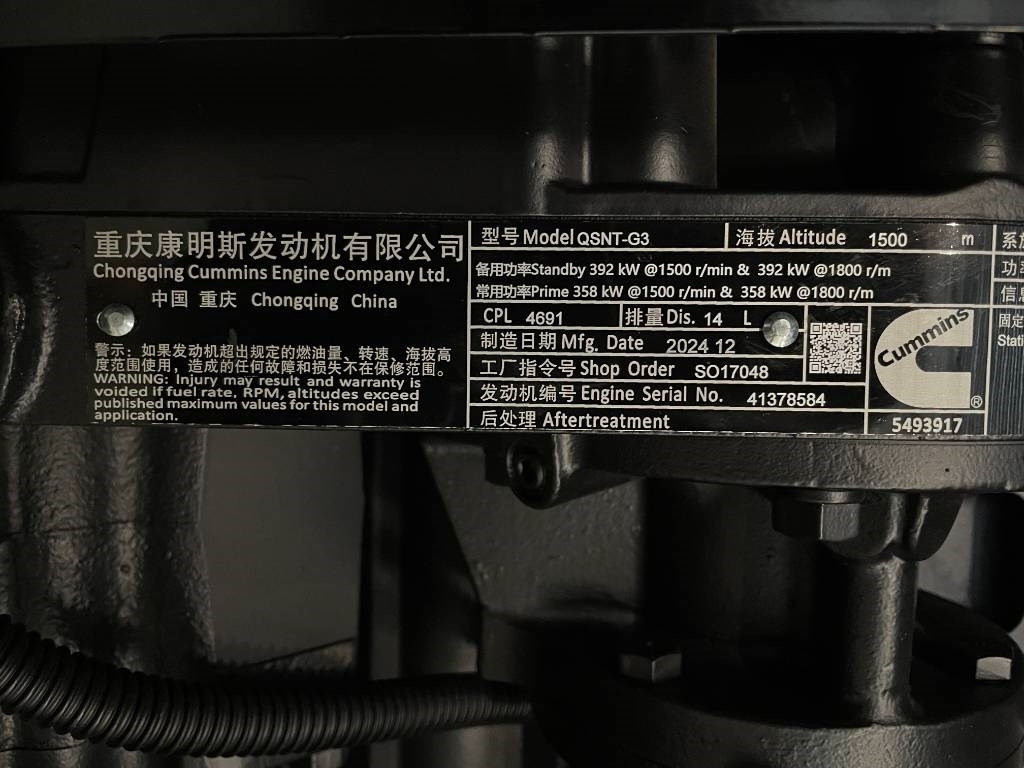 重庆康明斯发动机有限公司
Chongqing Cummins Engine Company Ltd.
中国 重庆 Chongqing China
警示: 如果发动机超出规定的燃油量、转速、海拔高
度范围使用，造成的任何故障和损失不在保修范围。
WARNING: Injury may result and warranty is
voided if fuel rate. RPM, altitudes exceed
published maximum values for this model and
application.
型号 Model QSNT-G3 海拔 Altitude 1500 m
备用功率Standby 392 kW @1500 r/min & 392 kW @1800 r/m
常用功率Prime 358 kW @1500 r/min & 358 kW @1800 r/m
CPL 4691 排量 Dis. 14 L
制造日期 Mfg. Date 2024 12
工厂指令号 Shop Order SO17048
发动机编号 Engine Serial No. 41378584
后处理 Aftertreatment
Cummins
®
5493917
系
功
信
固定
Stati